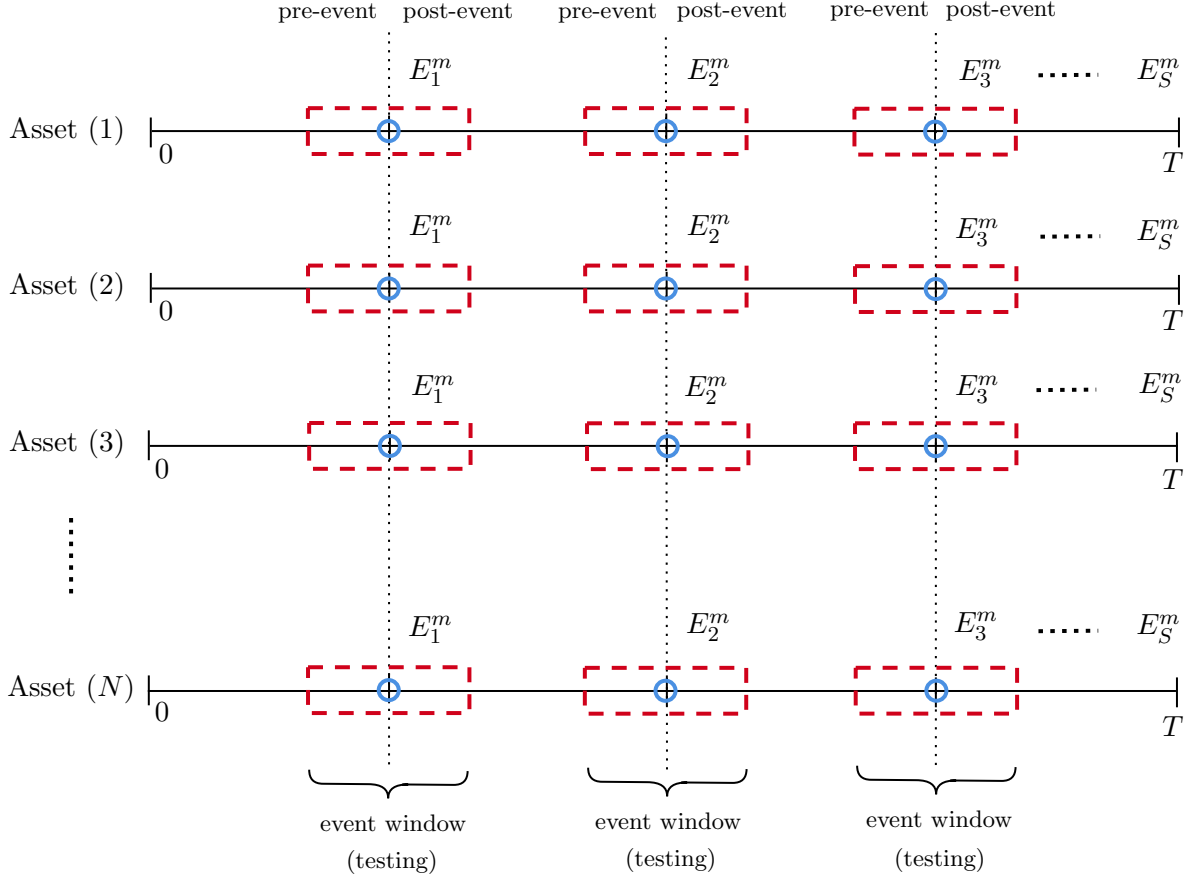 pre-event post-event pre-event post-event pre-event post-event
$E_1^m$ $E_2^m$ $E_3^m$ $E_S^m$
Asset (1)
0 $T$
$E_1^m$ $E_2^m$ $E_3^m$ $E_S^m$
Asset (2)
0 $T$
$E_1^m$ $E_2^m$ $E_3^m$ $E_S^m$
Asset (3)
0 $T$
$E_1^m$ $E_2^m$ $E_3^m$ $E_S^m$
Asset ($N$)
0 $T$
event window event window event window
(testing) (testing) (testing)